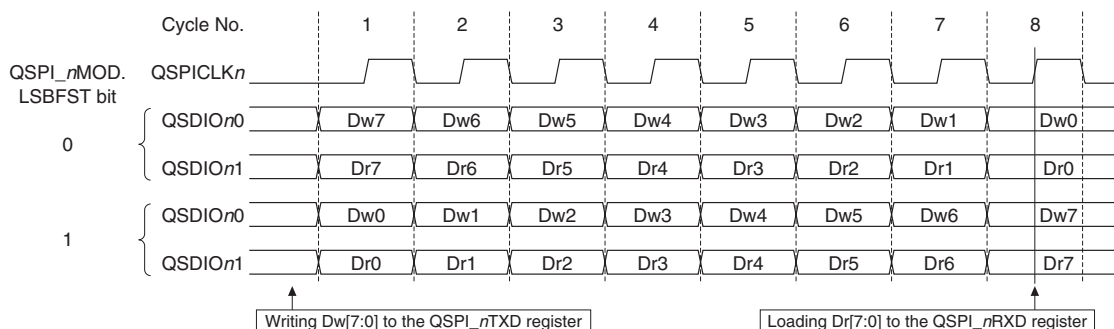 Cycle No. 1 2 3 4 5 6 7 8
QSPI_nMOD.
LSBFST bit
QSPICLKn
0
QSDIOn0 Dw7 Dw6 Dw5 Dw4 Dw3 Dw2 Dw1 Dw0
QSDIOn1 Dr7 Dr6 Dr5 Dr4 Dr3 Dr2 Dr1 Dr0
1
QSDIOn0 Dw0 Dw1 Dw2 Dw3 Dw4 Dw5 Dw6 Dw7
QSDIOn1 Dr0 Dr1 Dr2 Dr3 Dr4 Dr5 Dr6 Dr7
Writing Dw[7:0] to the QSPI_nTXD register
Loading Dr[7:0] to the QSPI_nRXD register